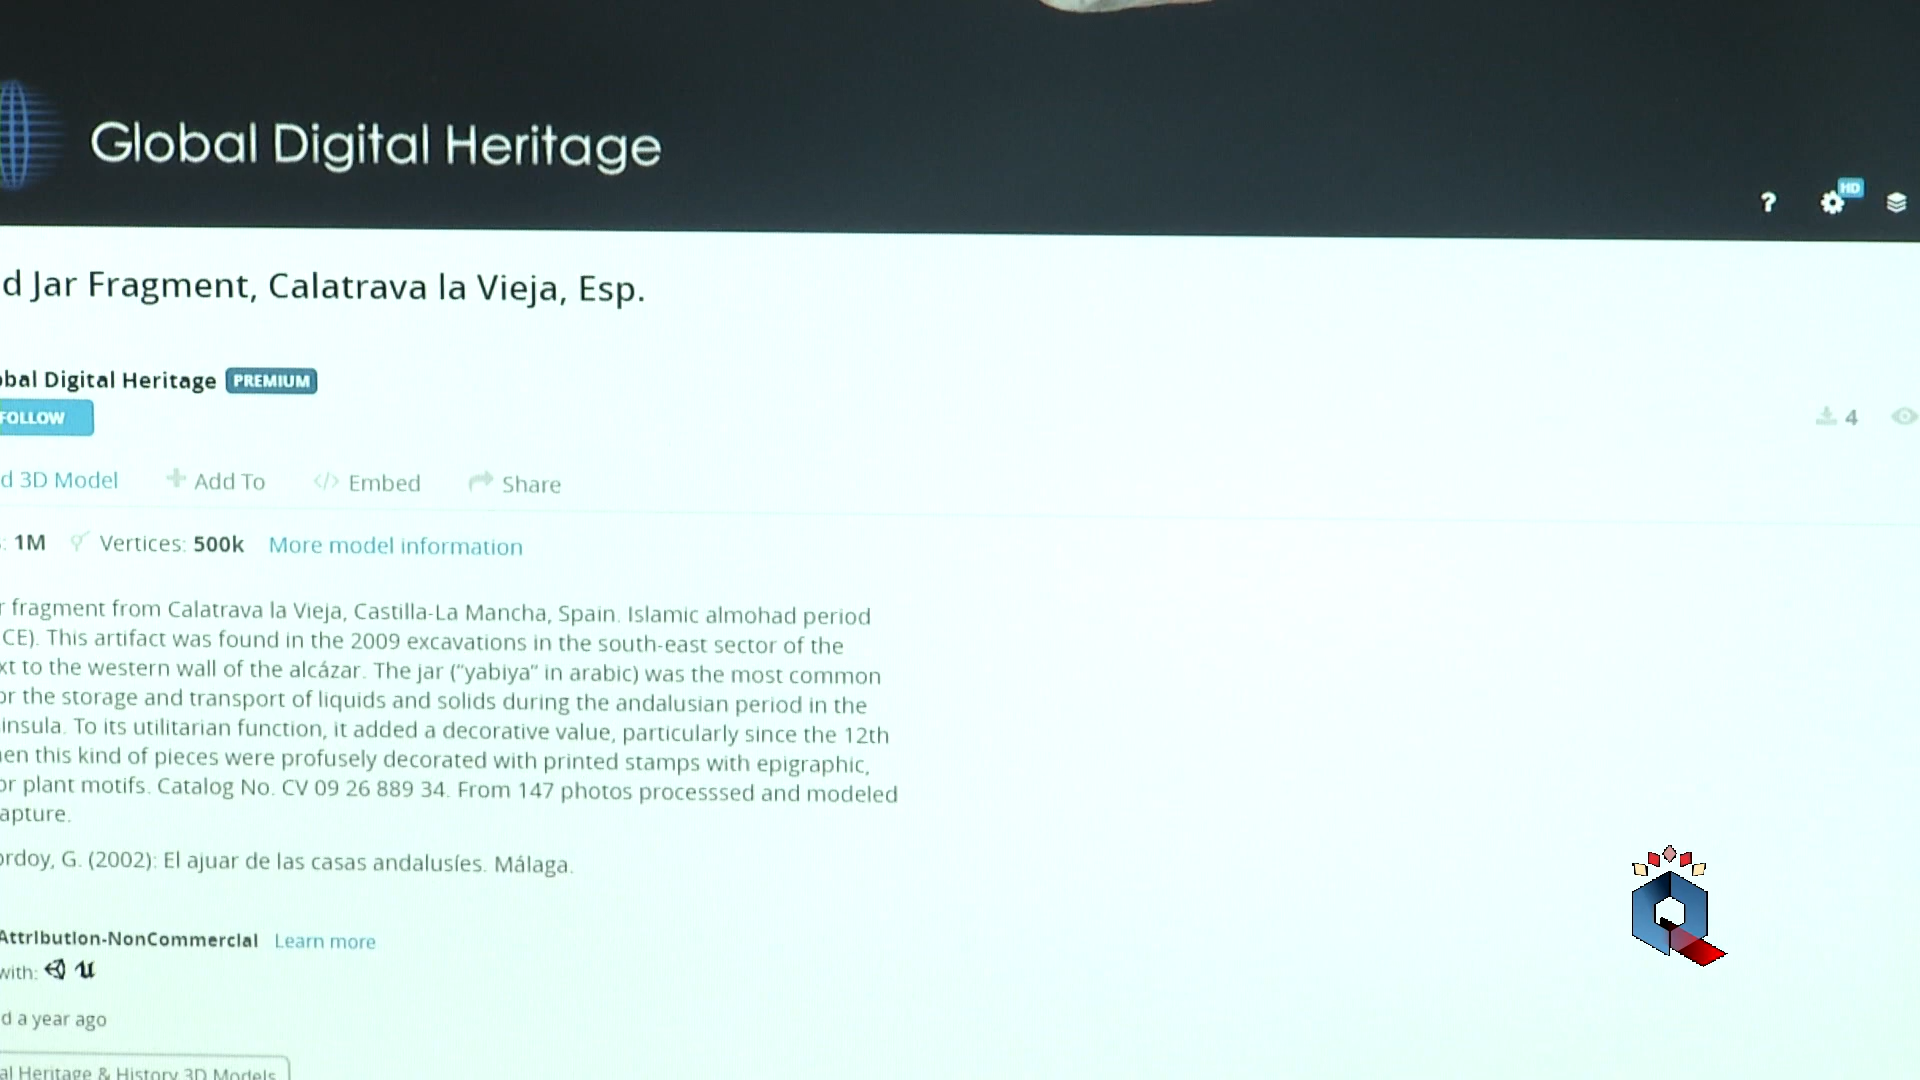 Global Digital Heritage
HD
?
d Jar Fragment, Calatrava la Vieja, Esp.
obal Digital Heritage PREMIUM
FOLLOW
4
d 3D Model + Add To </> Embed Share
: 1M Vertices: 500k More model information
r fragment from Calatrava la Vieja, Castilla-La Mancha, Spain. Islamic almohad period
CE). This artifact was found in the 2009 excavations in the south-east sector of the
xt to the western wall of the alcázar. The jar (“yabiya” in arabic) was the most common
or the storage and transport of liquids and solids during the andalusian period in the
insula. To its utilitarian function, it added a decorative value, particularly since the 12th
en this kind of pieces were profusely decorated with printed stamps with epigraphic,
or plant motifs. Catalog No. CV 09 26 889 34. From 147 photos processsed and modeled
apture.
ordoy, G. (2002): El ajuar de las casas andalusíes. Málaga.
Attribution-NonCommercial Learn more
with:
d a year ago
al Heritage & History 3D Models